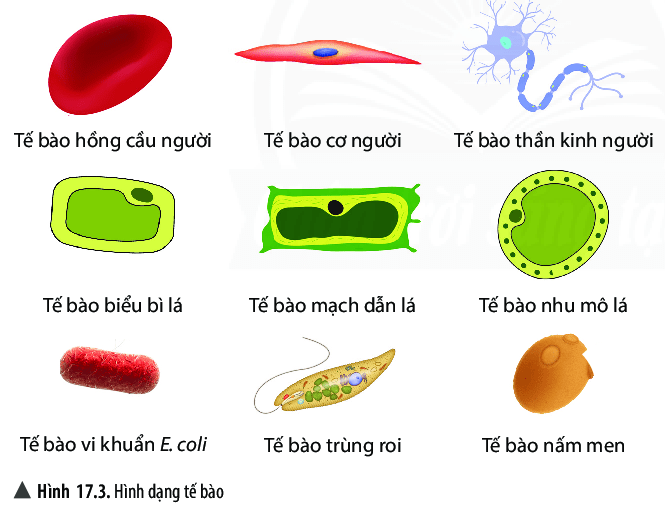 Tế bào hồng cầu người
Tế bào cơ người
Tế bào thần kinh người
Tế bào biểu bì lá
Tế bào mạch dẫn lá
Tế bào nhu mô lá
Tế bào vi khuẩn E. coli
Tế bào trùng roi
Tế bào nấm men
▲ Hình 17.3. Hình dạng tế bào